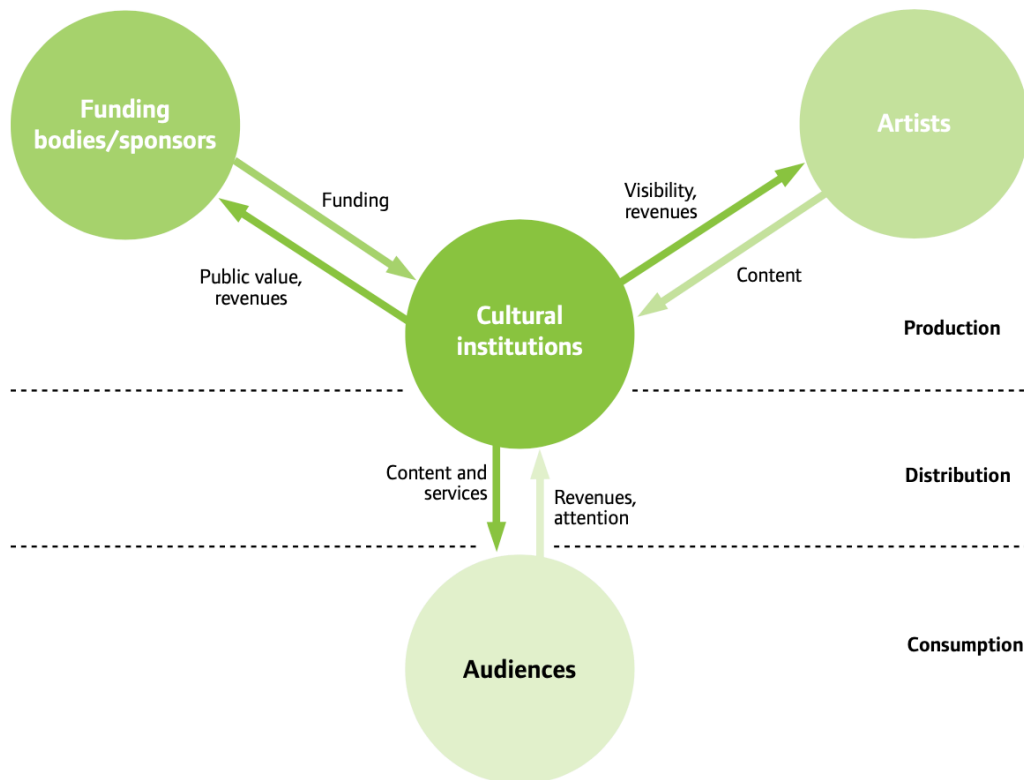 Funding
bodies/sponsors
Artists
Funding
Visibility,
revenues
Public value,
revenues
Content
Cultural
institutions
Production
Content and
services
Revenues,
attention
Distribution
Audiences
Consumption